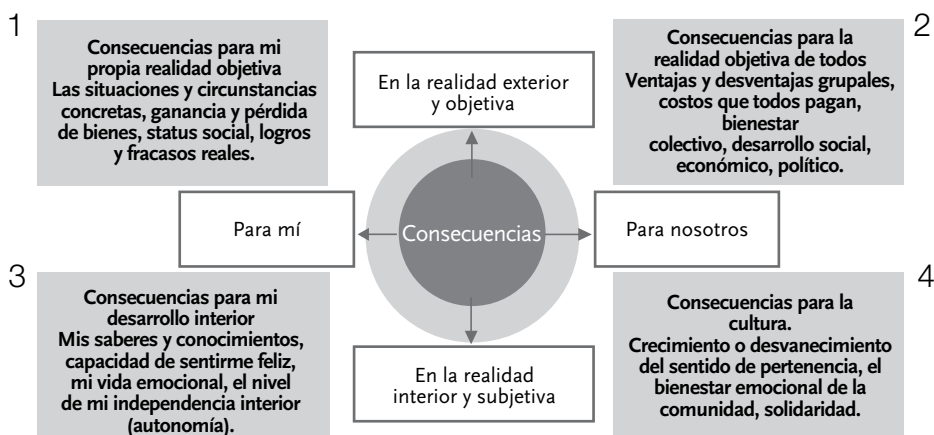 1
Consecuencias para mi
propia realidad objetiva
Las situaciones y circunstancias
concretas, ganancia y pérdida
de bienes, status social, logros
y fracasos reales.
En la realidad exterior
y objetiva
2
Consecuencias para la
realidad objetiva de todos
Ventajas y desventajas grupales,
costos que todos pagan,
bienestar
colectivo, desarrollo social,
económico, político.
Para mí
Consecuencias
Para nosotros
3
Consecuencias para mi
desarrollo interior
Mis saberes y conocimientos,
capacidad de sentirme feliz,
mi vida emocional, el nivel
de mi independencia interior
(autonomía).
En la realidad
interior y subjetiva
4
Consecuencias para la
cultura.
Crecimiento o desvanecimiento
del sentido de pertenencia, el
bienestar emocional de la
comunidad, solidaridad.